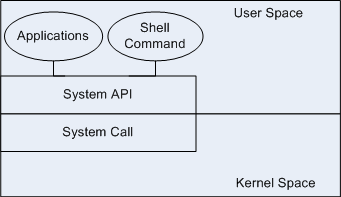 User Space
Applications
Shell
Command
System API
System Call
Kernel Space